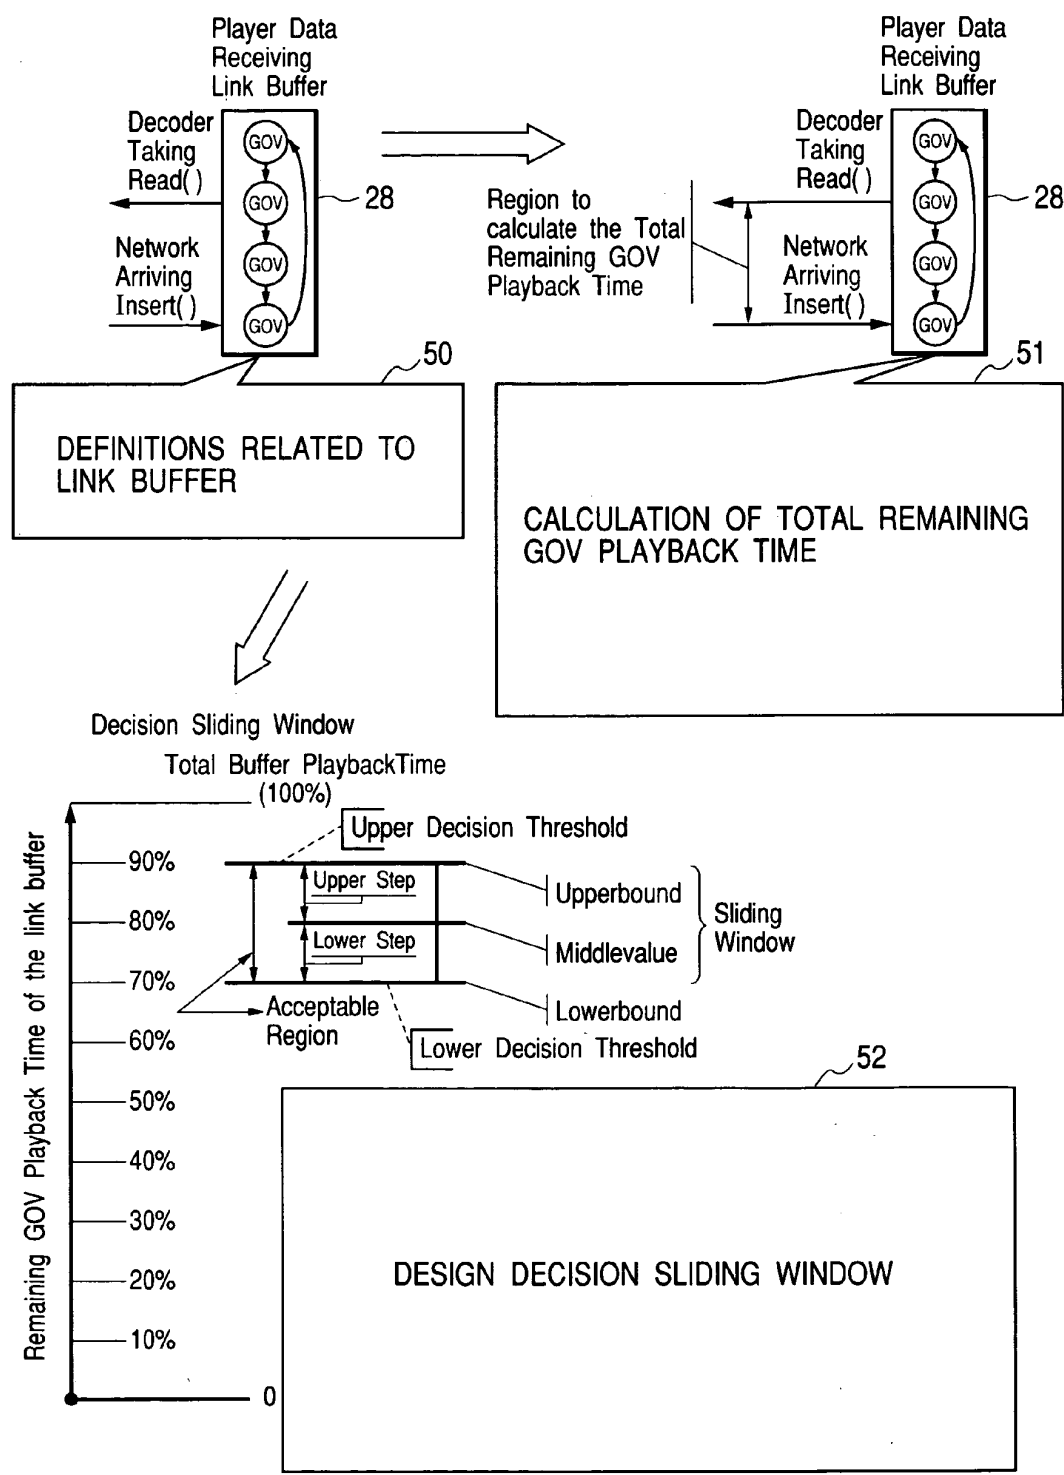 Player Data
Receiving
Link Buffer
Decoder
Taking
Read( )
Network
Arriving
Insert( )
GOV
GOV
GOV
GOV
28
Player Data
Receiving
Link Buffer
Region to
calculate the Total
Remaining GOV
Playback Time
Decoder
Taking
Read( )
Network
Arriving
Insert( )
GOV
GOV
GOV
GOV
28
50
DEFINITIONS RELATED TO
LINK BUFFER
51
CALCULATION OF TOTAL REMAINING
GOV PLAYBACK TIME
Decision Sliding Window
Total Buffer PlaybackTime
(100%)
Remaining GOV Playback Time of the link buffer
90%
80%
70%
60%
50%
40%
30%
20%
10%
0
Upper Decision Threshold
Upper Step
Lower Step
Acceptable
Region
Lower Decision Threshold
Upperbound
Middlevalue
Lowerbound
Sliding
Window
52
DESIGN DECISION SLIDING WINDOW